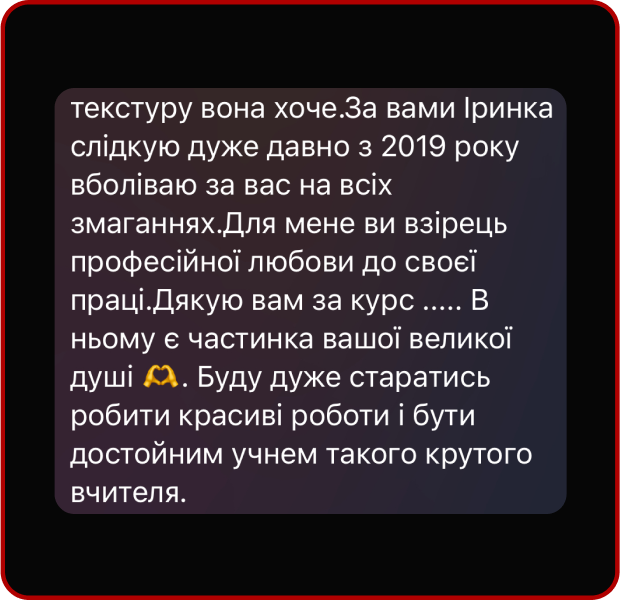 текстуру вона хоче.За вами Іринка
слідкую дуже давно з 2019 року
вболіваю за вас на всіх
змаганнях.Для мене ви взірець
професійної любови до своєї
праці.Дякую вам за курс ..... В
ньому є частинка вашої великої
душі 🫶. Буду дуже старатись
робити красиві роботи і бути
достойним учнем такого крутого
вчителя.